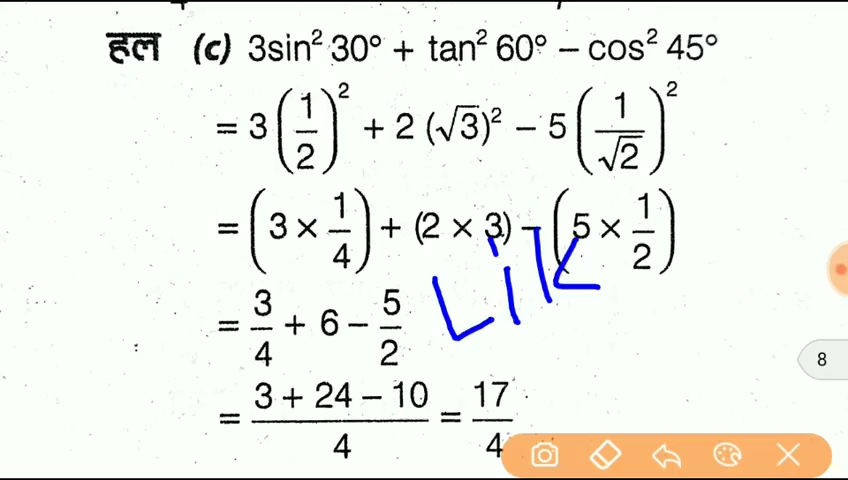 हल (c) 3sin² 30° + tan² 60° – cos² 45°
= 3(1/2)² + 2 (√3)² – 5(1/√2)²
= (3 × 1/4) + (2 × 3) – (5 × 1/2)
= 3/4 + 6 – 5/2
Lik
= (3 + 24 – 10)/4 = 17/4
8